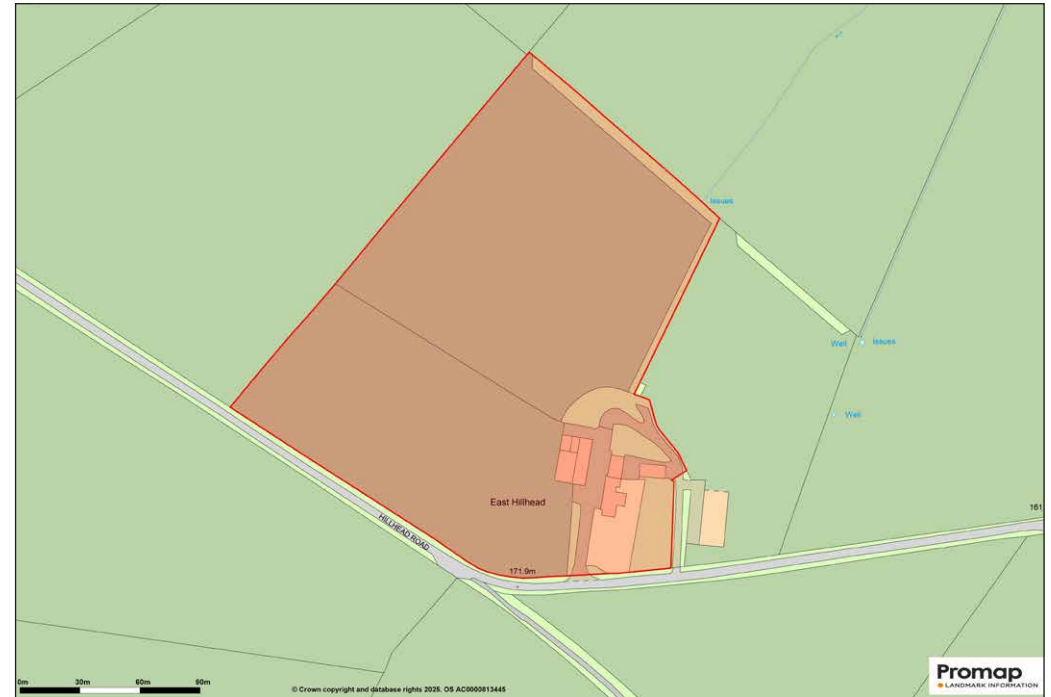 Issues
Well
Issues
Well
East Hillhead
161
HILLHEAD ROAD
171.9m
0m 30m 60m 90m
© Crown copyright and database rights 2025. OS AC0000813445
Promap
LANDMARK INFORMATION